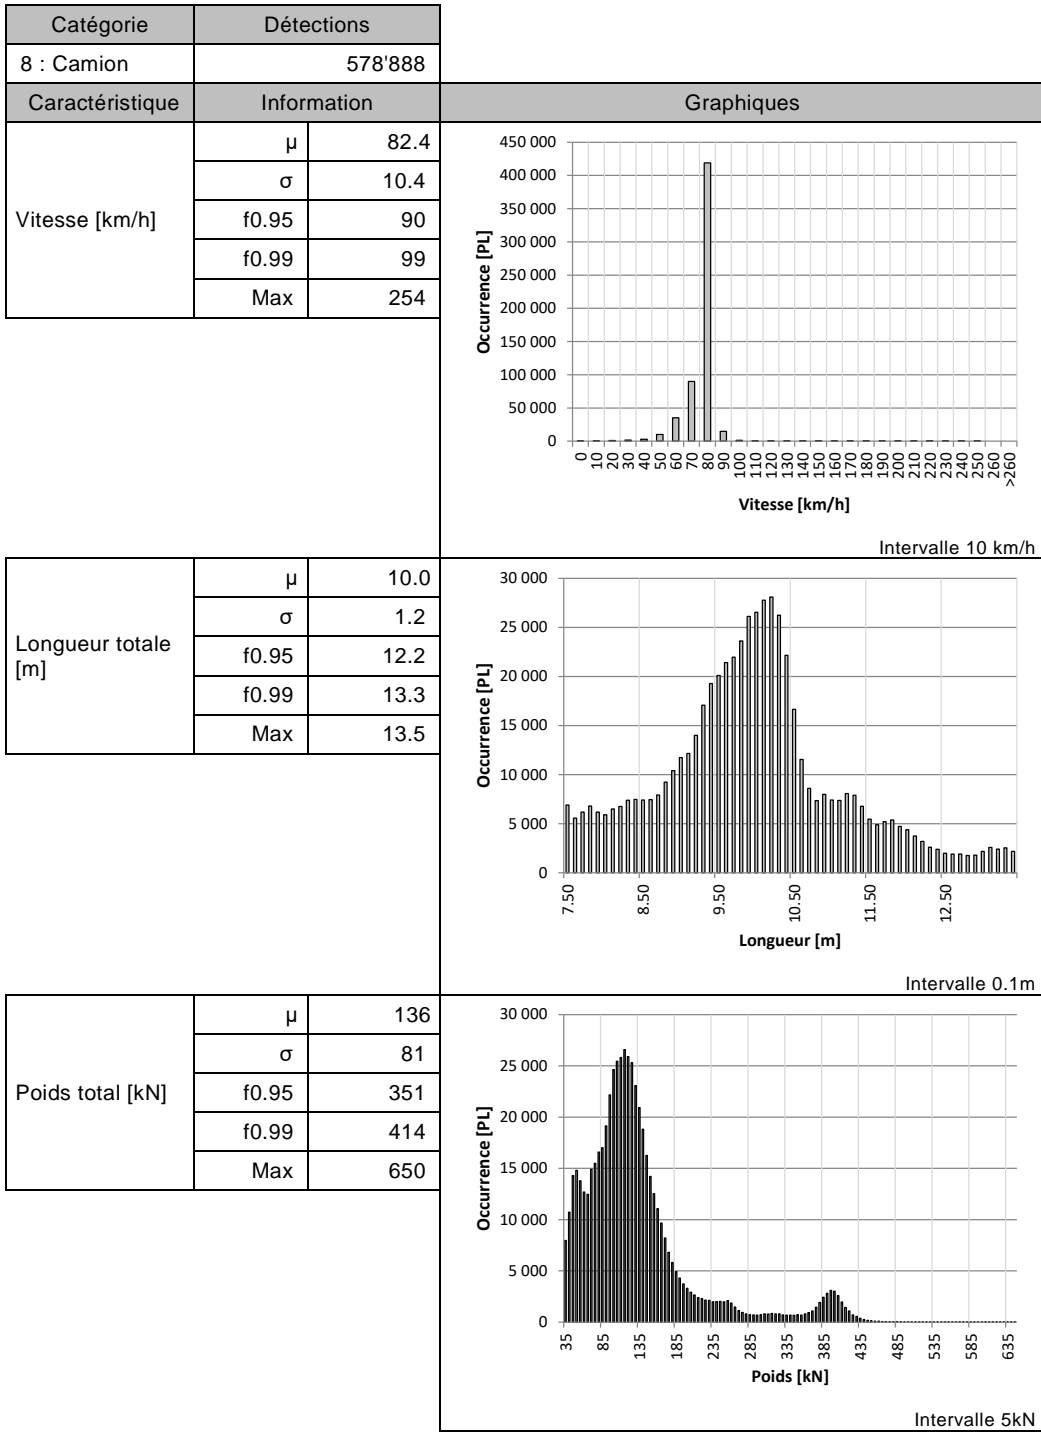 Catégorie Détections
8 : Camion 578'888
Caractéristique Information Graphiques
Vitesse [km/h]
µ 82.4
σ 10.4
f0.95 90
f0.99 99
Max 254
450 000
400 000
350 000
300 000
250 000
200 000
150 000
100 000
50 000
0
Occurrence [PL]
0 10 20 30 40 50 60 70 80 90 100 110 120 130 140 150 160 170 180 190 200 210 220 230 240 250 260 >260
Vitesse [km/h]
Intervalle 10 km/h
Longueur totale
[m]
µ 10.0
σ 1.2
f0.95 12.2
f0.99 13.3
Max 13.5
30 000
25 000
20 000
15 000
10 000
5 000
0
Occurrence [PL]
7.50 8.50 9.50 10.50 11.50 12.50
Longueur [m]
Intervalle 0.1m
Poids total [kN]
µ 136
σ 81
f0.95 351
f0.99 414
Max 650
30 000
25 000
20 000
15 000
10 000
5 000
0
Occurrence [PL]
35 85 135 185 235 285 335 385 435 485 535 585 635
Poids [kN]
Intervalle 5kN